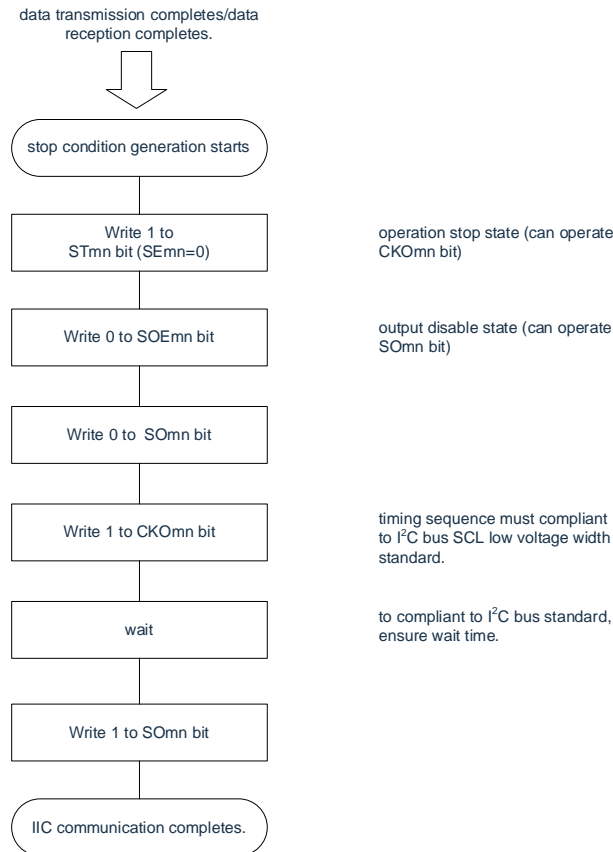 data transmission completes/data
reception completes.
stop condition generation starts
Write 1 to
STmn bit (SEmn=0)
operation stop state (can operate
CKOmn bit)
Write 0 to SOEmn bit
output disable state (can operate
SOmn bit)
Write 0 to  SOmn bit
Write 1 to CKOmn bit
timing sequence must compliant
to I²C bus SCL low voltage width
standard.
wait
to compliant to I²C bus standard,
ensure wait time.
Write 1 to SOmn bit
IIC communication completes.